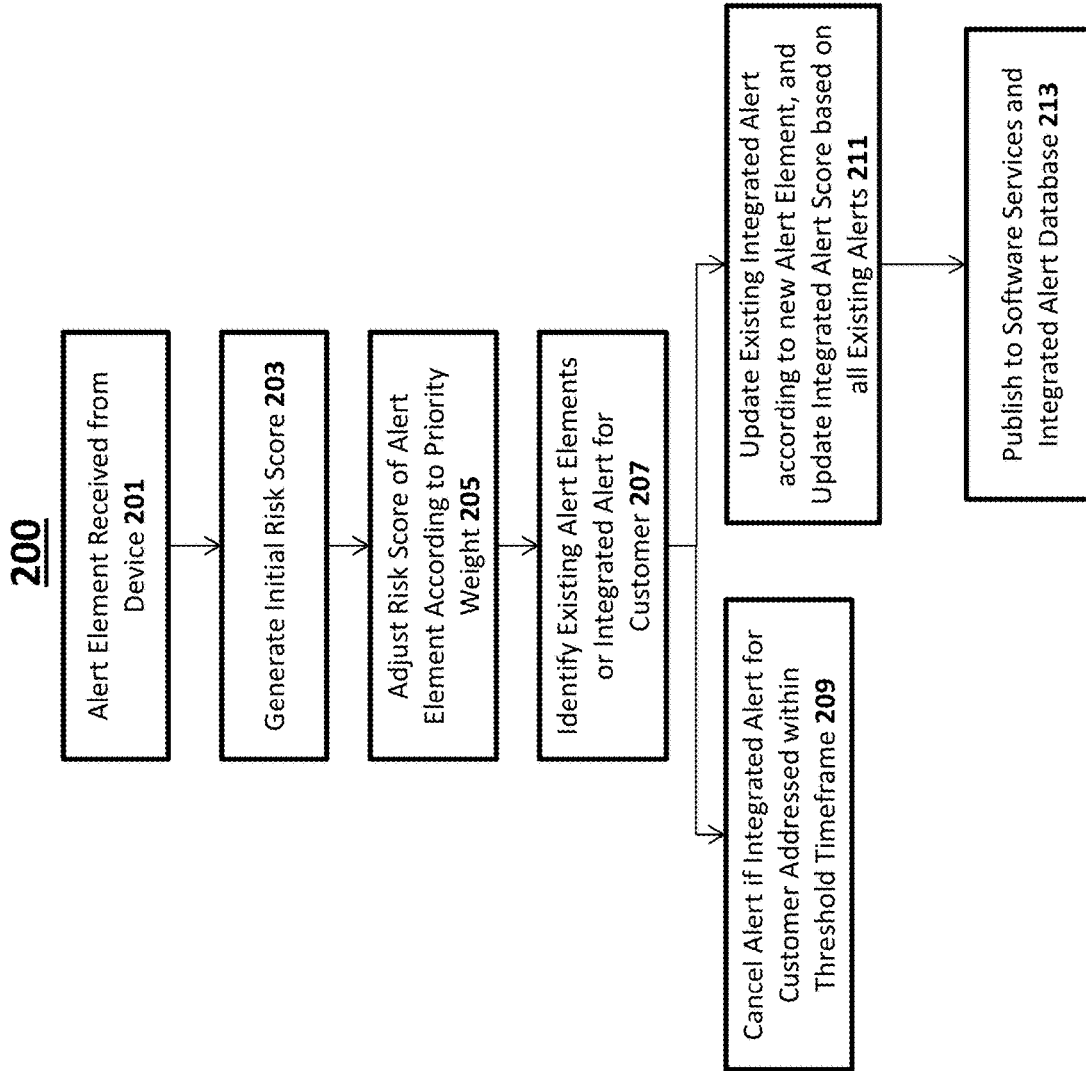 200
Alert Element Received from
Device 201
Generate Initial Risk Score 203
Adjust Risk Score of Alert
Element According to Priority
Weight 205
Identify Existing Alert Elements
or Integrated Alert for
Customer 207
Cancel Alert if Integrated Alert for
Customer Addressed within
Threshold Timeframe 209
Update Existing Integrated Alert
according to new Alert Element, and
Update Integrated Alert Score based on
all Existing Alerts 211
Publish to Software Services and
Integrated Alert Database 213